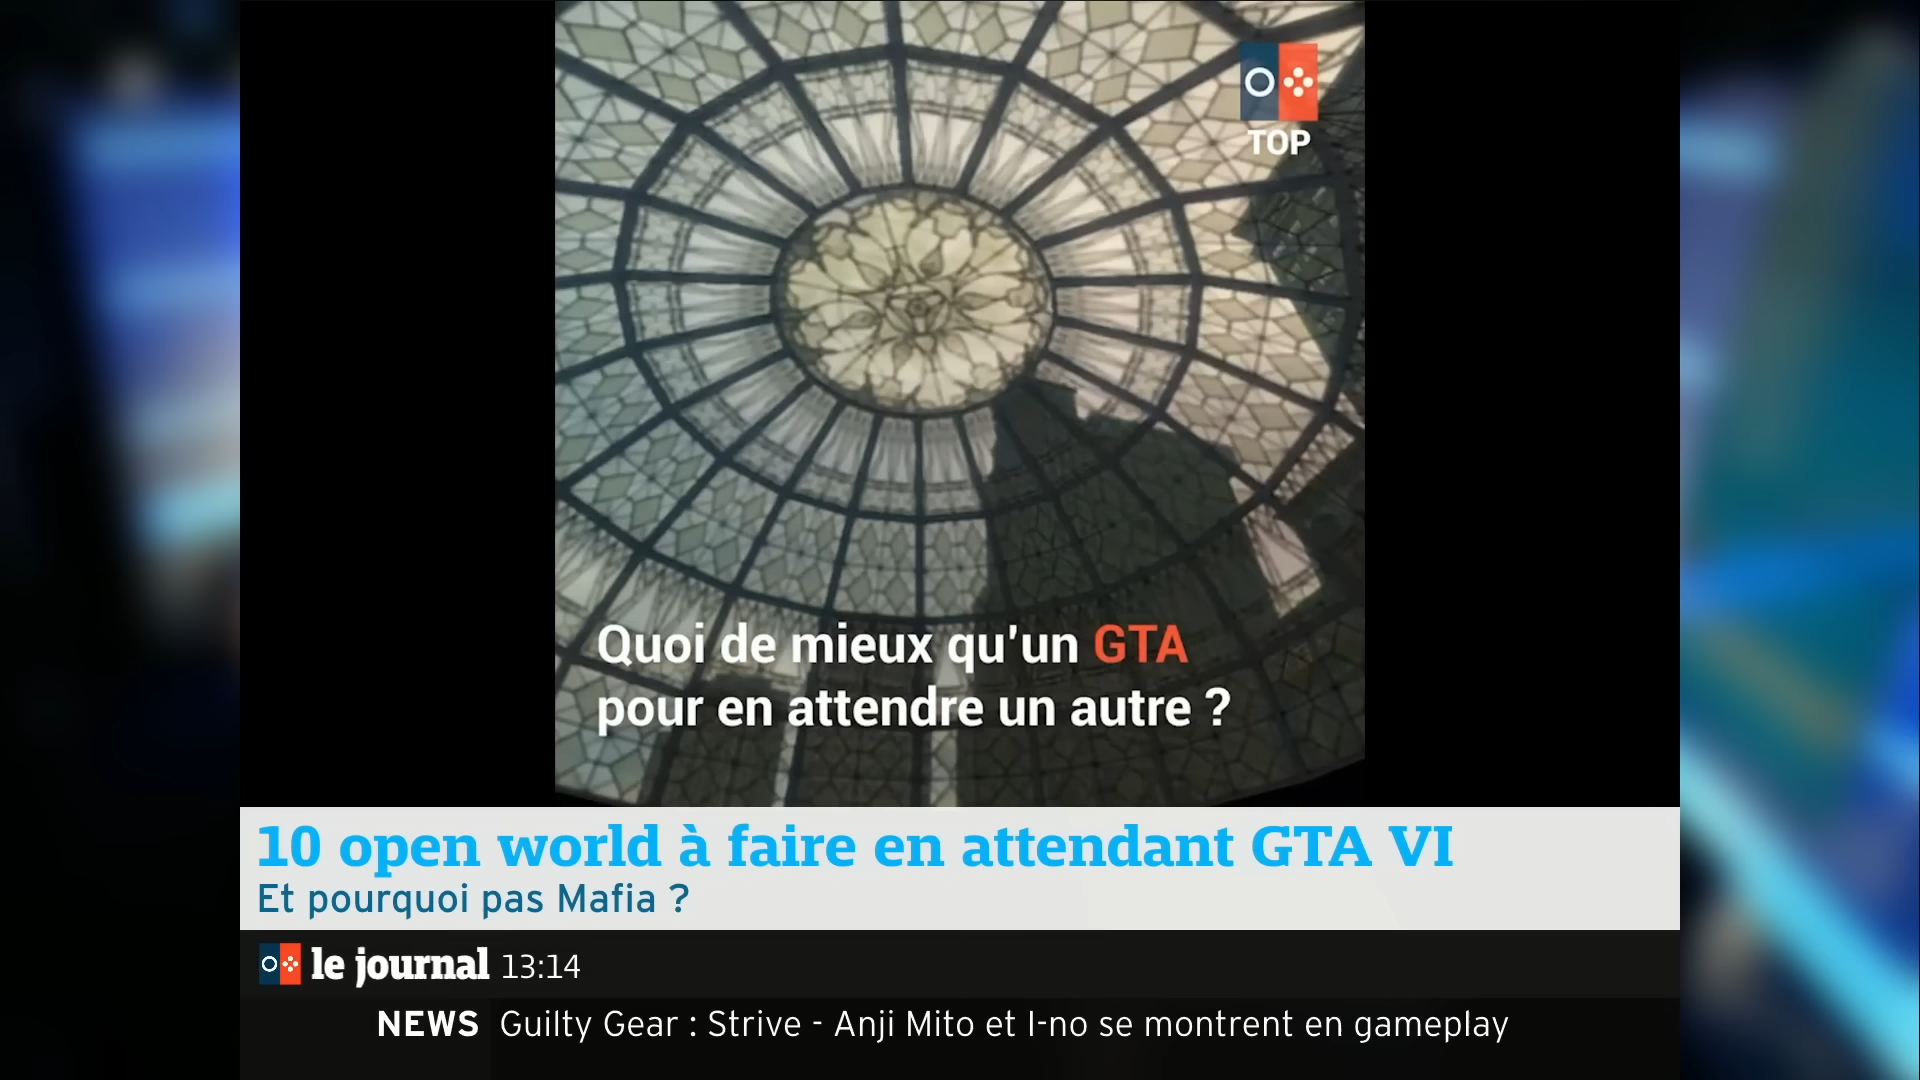 TOP
Quoi de mieux qu'un GTA
pour en attendre un autre ?
10 open world à faire en attendant GTA VI
Et pourquoi pas Mafia ?
le journal 13:14
NEWS Guilty Gear : Strive - Anji Mito et I-no se montrent en gameplay